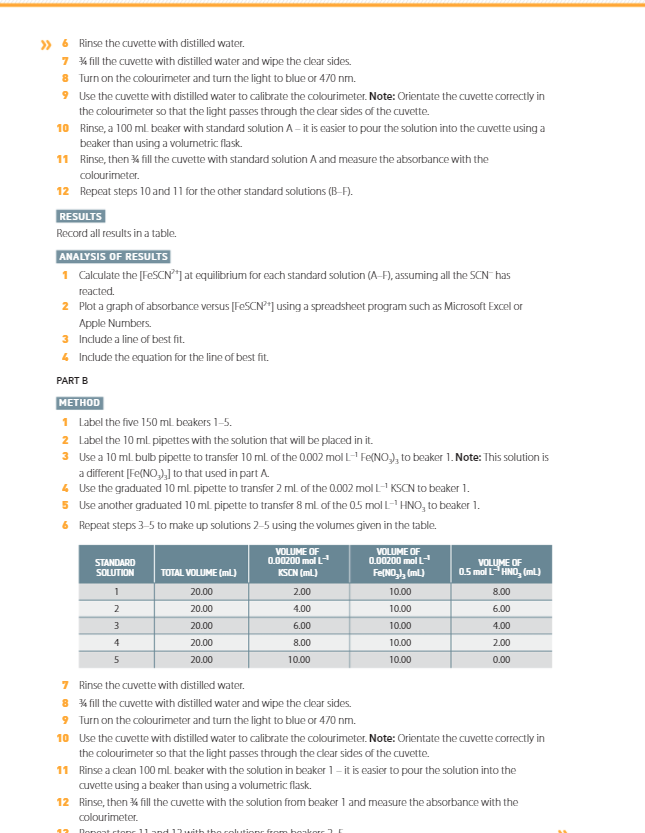 » 6 Rinse the cuvette with distilled water.
7 ¾ fill the cuvette with distilled water and wipe the clear sides.
8 Turn on the colourimeter and turn the light to blue or 470 nm.
9 Use the cuvette with distilled water to calibrate the colourimeter. Note: Orientate the cuvette correctly in
the colourimeter so that the light passes through the clear sides of the cuvette.
10 Rinse, a 100 mL beaker with standard solution A – it is easier to pour the solution into the cuvette using a
beaker than using a volumetric flask.
11 Rinse, then ¾ fill the cuvette with standard solution A and measure the absorbance with the
colourimeter.
12 Repeat steps 10 and 11 for the other standard solutions (B–F).
RESULTS
Record all results in a table.
ANALYSIS OF RESULTS
1 Calculate the [FeSCN²⁺] at equilibrium for each standard solution (A–F), assuming all the SCN⁻ has
reacted.
2 Plot a graph of absorbance versus [FeSCN²⁺] using a spreadsheet program such as Microsoft Excel or
Apple Numbers.
3 Include a line of best fit.
4 Include the equation for the line of best fit.
PART B
METHOD
1 Label the five 150 mL beakers 1–5.
2 Label the 10 mL pipettes with the solution that will be placed in it.
3 Use a 10 mL bulb pipette to transfer 10 mL of the 0.002 mol L⁻¹ Fe(NO₃)₃ to beaker 1. Note: This solution is
a different [Fe(NO₃)₃] to that used in part A.
4 Use the graduated 10 mL pipette to transfer 2 mL of the 0.002 mol L⁻¹ KSCN to beaker 1.
5 Use another graduated 10 mL pipette to transfer 8 mL of the 0.5 mol L⁻¹ HNO₃ to beaker 1.
6 Repeat steps 3–5 to make up solutions 2–5 using the volumes given in the table.
STANDARD SOLUTION | TOTAL VOLUME (mL) | VOLUME OF 0.00200 mol L⁻¹ KSCN (mL) | VOLUME OF 0.00200 mol L⁻¹ Fe(NO₃)₃ (mL) | VOLUME OF 0.5 mol L⁻¹ HNO₃ (mL)
1 | 20.00 | 2.00 | 10.00 | 8.00
2 | 20.00 | 4.00 | 10.00 | 6.00
3 | 20.00 | 6.00 | 10.00 | 4.00
4 | 20.00 | 8.00 | 10.00 | 2.00
5 | 20.00 | 10.00 | 10.00 | 0.00
7 Rinse the cuvette with distilled water.
8 ¾ fill the cuvette with distilled water and wipe the clear sides.
9 Turn on the colourimeter and turn the light to blue or 470 nm.
10 Use the cuvette with distilled water to calibrate the colourimeter. Note: Orientate the cuvette correctly in
the colourimeter so that the light passes through the clear sides of the cuvette.
11 Rinse a clean 100 mL beaker with the solution in beaker 1 – it is easier to pour the solution into the
cuvette using a beaker than using a volumetric flask.
12 Rinse, then ¾ fill the cuvette with the solution from beaker 1 and measure the absorbance with the
colourimeter.
13 Repeat steps 11 and 12 with the solutions from beakers 2–5.
»